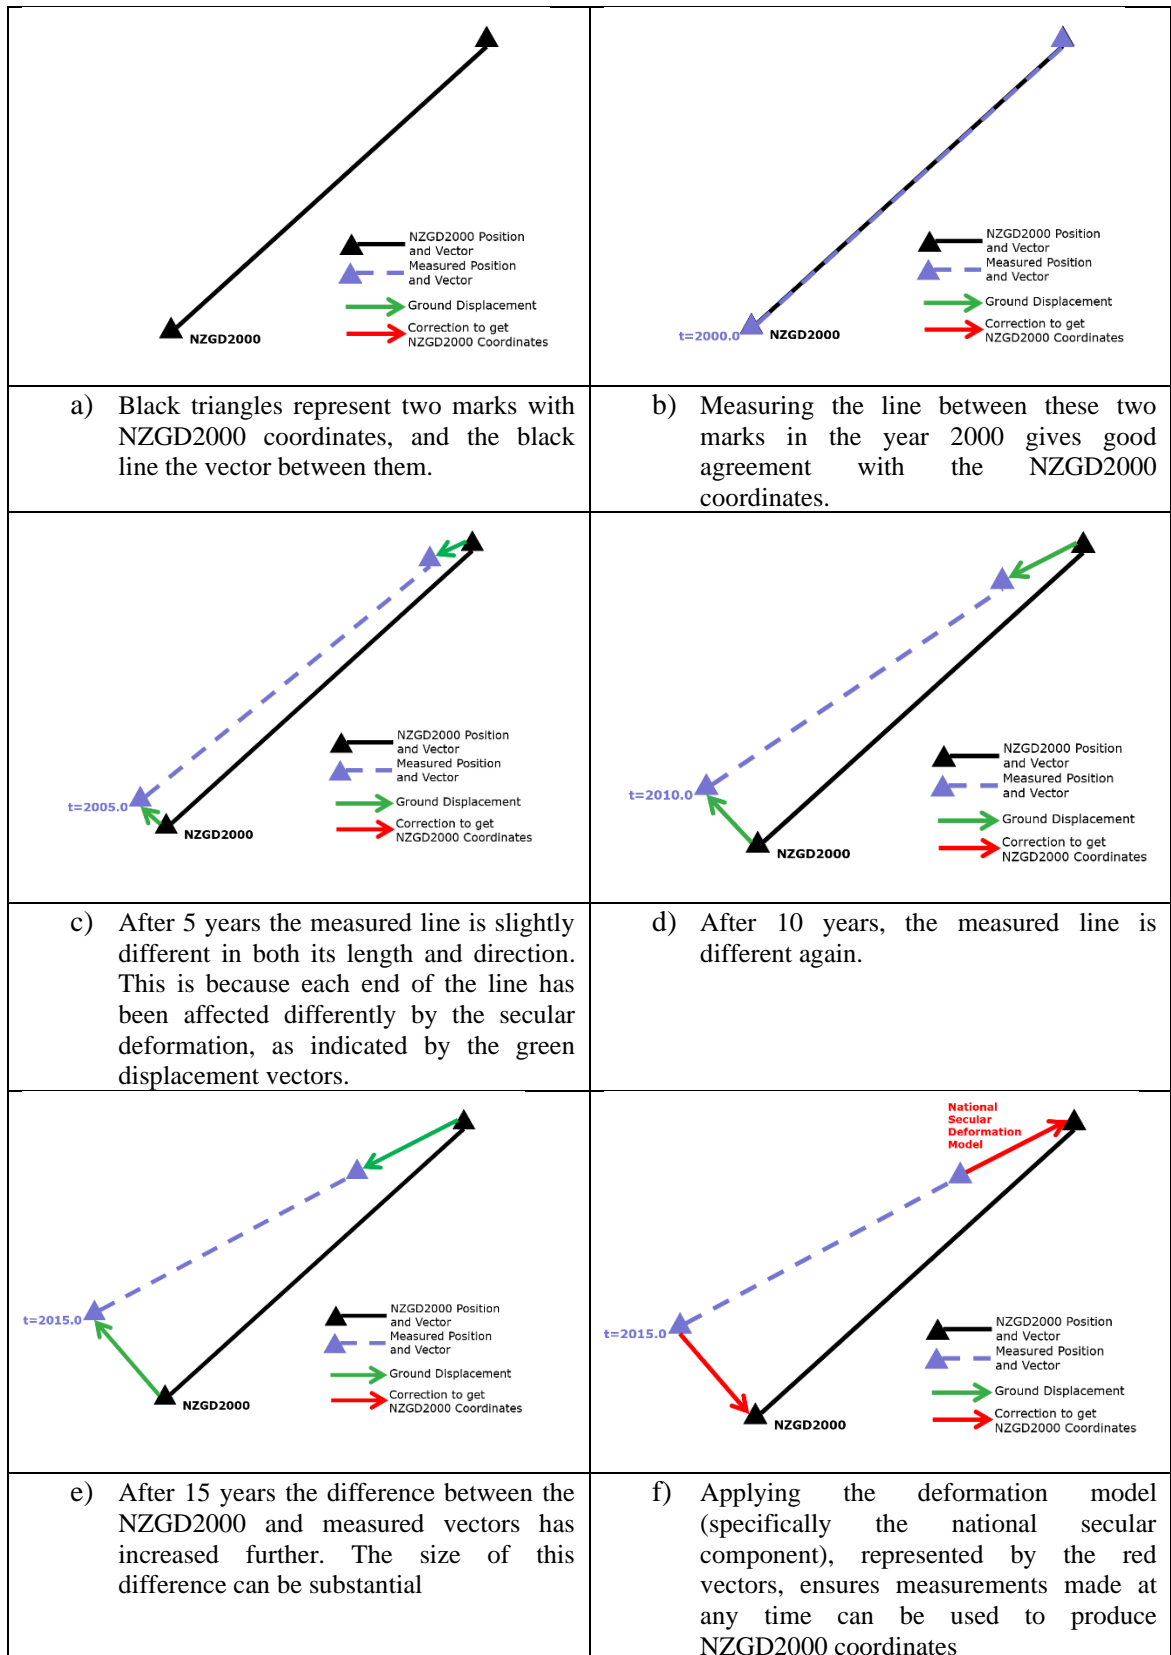 NZGD2000 Position
and Vector
Measured Position
and Vector
Ground Displacement
Correction to get
NZGD2000 Coordinates
NZGD2000
NZGD2000 Position
and Vector
Measured Position
and Vector
Ground Displacement
Correction to get
NZGD2000 Coordinates
t=2000.0
NZGD2000
a) Black triangles represent two marks with
NZGD2000 coordinates, and the black
line the vector between them.
b) Measuring the line between these two
marks in the year 2000 gives good
agreement with the NZGD2000
coordinates.
NZGD2000 Position
and Vector
Measured Position
and Vector
Ground Displacement
Correction to get
NZGD2000 Coordinates
t=2005.0
NZGD2000
NZGD2000 Position
and Vector
Measured Position
and Vector
Ground Displacement
Correction to get
NZGD2000 Coordinates
t=2010.0
NZGD2000
c) After 5 years the measured line is slightly
different in both its length and direction.
This is because each end of the line has
been affected differently by the secular
deformation, as indicated by the green
displacement vectors.
d) After 10 years, the measured line is
different again.
NZGD2000 Position
and Vector
Measured Position
and Vector
Ground Displacement
Correction to get
NZGD2000 Coordinates
t=2015.0
NZGD2000
National
Secular
Deformation
Model
NZGD2000 Position
and Vector
Measured Position
and Vector
Ground Displacement
Correction to get
NZGD2000 Coordinates
t=2015.0
NZGD2000
e) After 15 years the difference between the
NZGD2000 and measured vectors has
increased further. The size of this
difference can be substantial
f) Applying the deformation model
(specifically the national secular
component), represented by the red
vectors, ensures measurements made at
any time can be used to produce
NZGD2000 coordinates